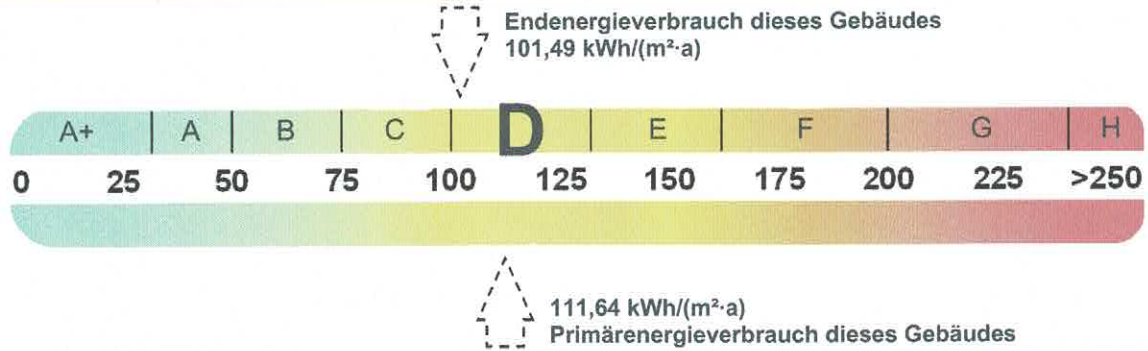 Endenergieverbrauch dieses Gebäudes
101,49 kWh/(m²·a)
A+ A B C D E F G H
0 25 50 75 100 125 150 175 200 225 >250
111,64 kWh/(m²·a)
Primärenergieverbrauch dieses Gebäudes